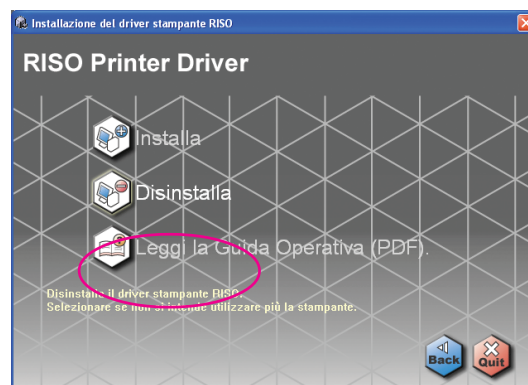 Installazione del driver stampante RISO
RISO Printer Driver
Installa
Disinstalla
Leggi la Guida Operativa (PDF).
Disinstalla il driver stampante RISO.
Selezionare se non si intende utilizzare più la stampante.
Back
Quit